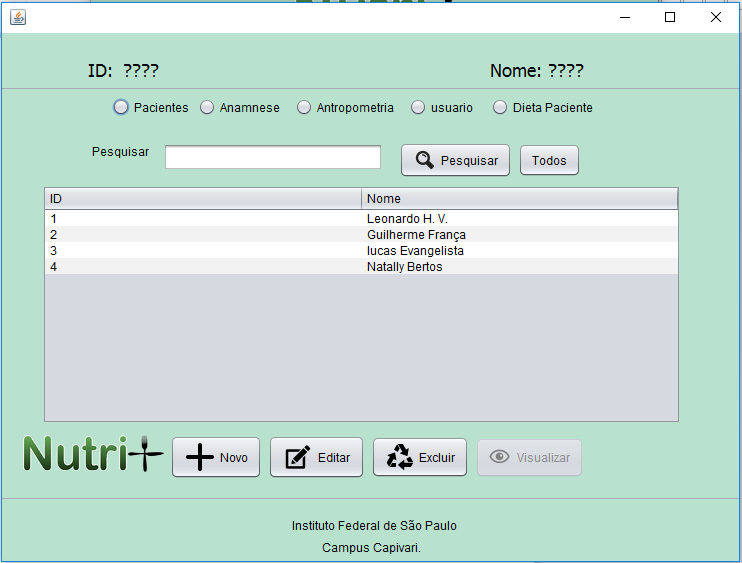 ID: ????
Nome: ????
Pacientes Anamnese Antropometria usuario Dieta Paciente
Pesquisar Pesquisar Todos
ID Nome
1 Leonardo H. V.
2 Guilherme França
3 lucas Evangelista
4 Natally Bertos
Nutri+ Novo Editar Excluir Visualizar
Instituto Federal de São Paulo
Campus Capivari.